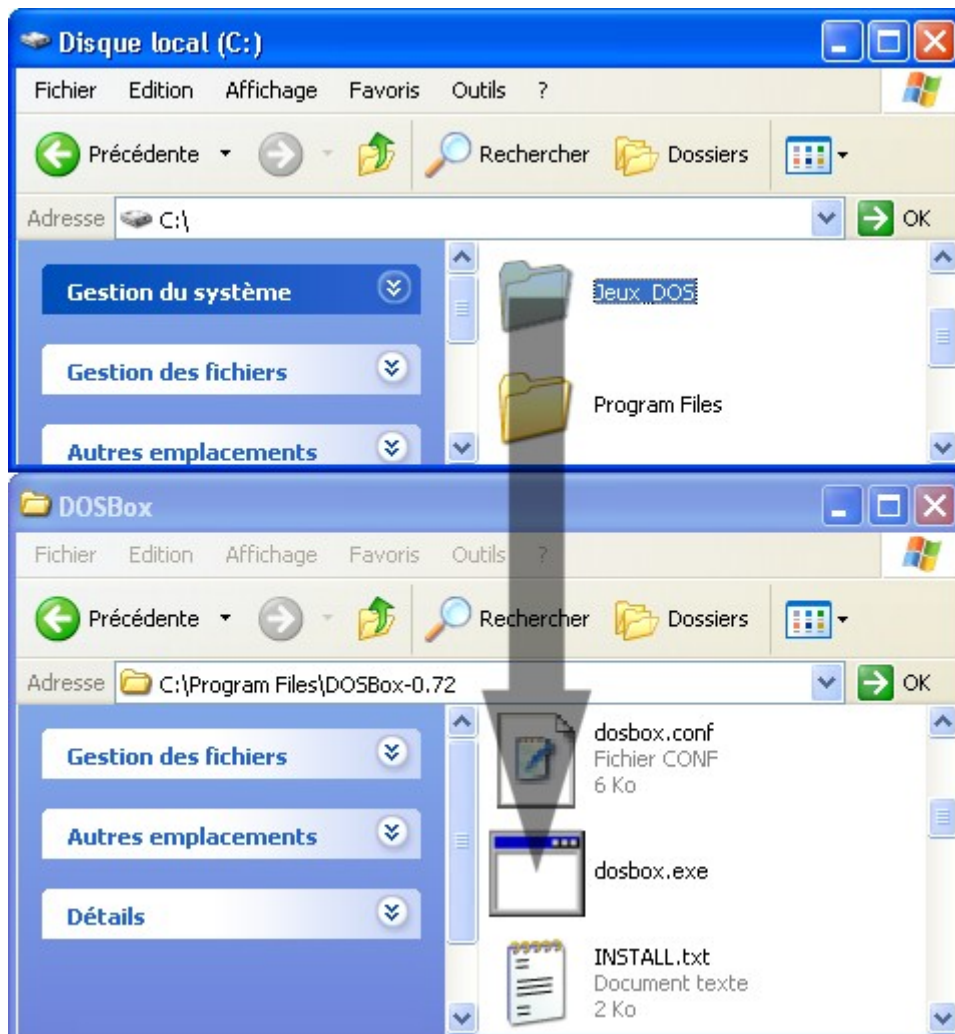 Disque local (C:)
Fichier Edition Affichage Favoris Outils ?
Précédente Rechercher Dossiers
Adresse C:\ OK
Gestion du système
Jeux_DOS
Gestion des fichiers
Program Files
Autres emplacements
DOSBox
Fichier Edition Affichage Favoris Outils ?
Précédente Rechercher Dossiers
Adresse C:\Program Files\DOSBox-0.72 OK
Gestion des fichiers
dosbox.conf
Fichier CONF
6 Ko
Autres emplacements
dosbox.exe
Détails
INSTALL.txt
Document texte
2 Ko